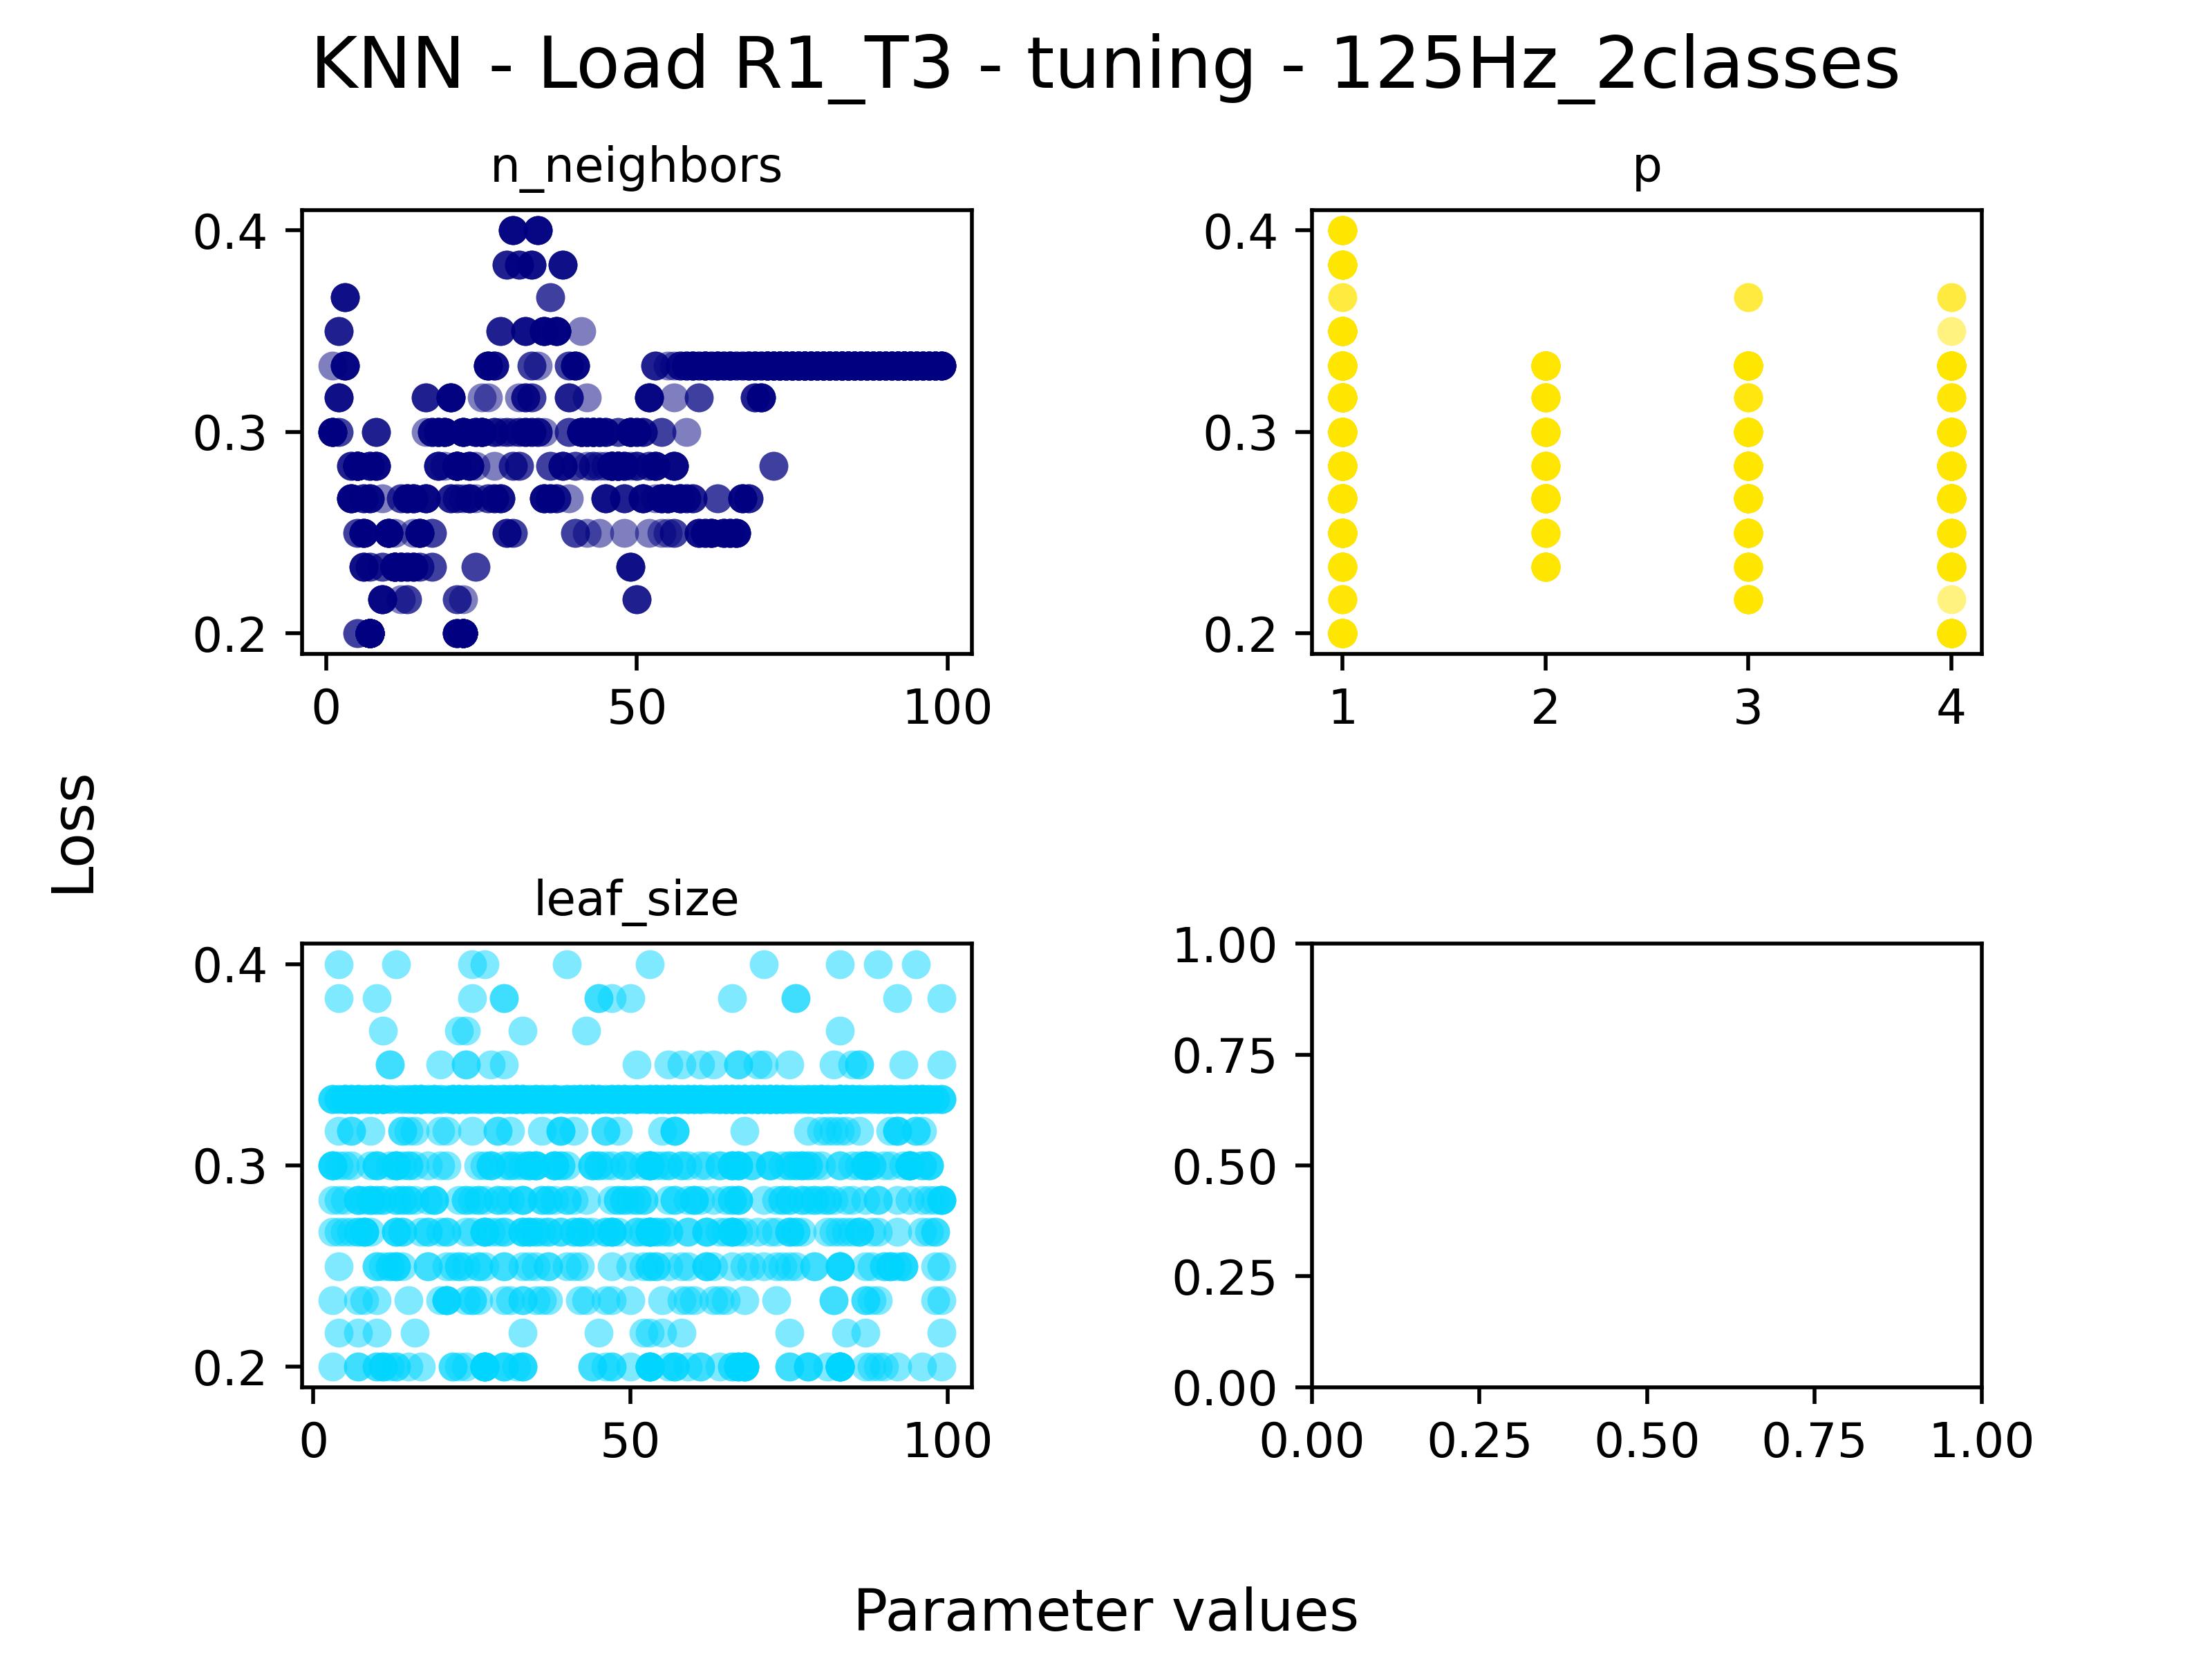 KNN - Load R1_T3 - tuning - 125Hz_2classes
n_neighbors
0.4
0.3
0.2
0 50 100
p
0.4
0.3
0.2
1 2 3 4
Loss
leaf_size
0.4
0.3
0.2
0 50 100
1.00
0.75
0.50
0.25
0.00
0.00 0.25 0.50 0.75 1.00
Parameter values